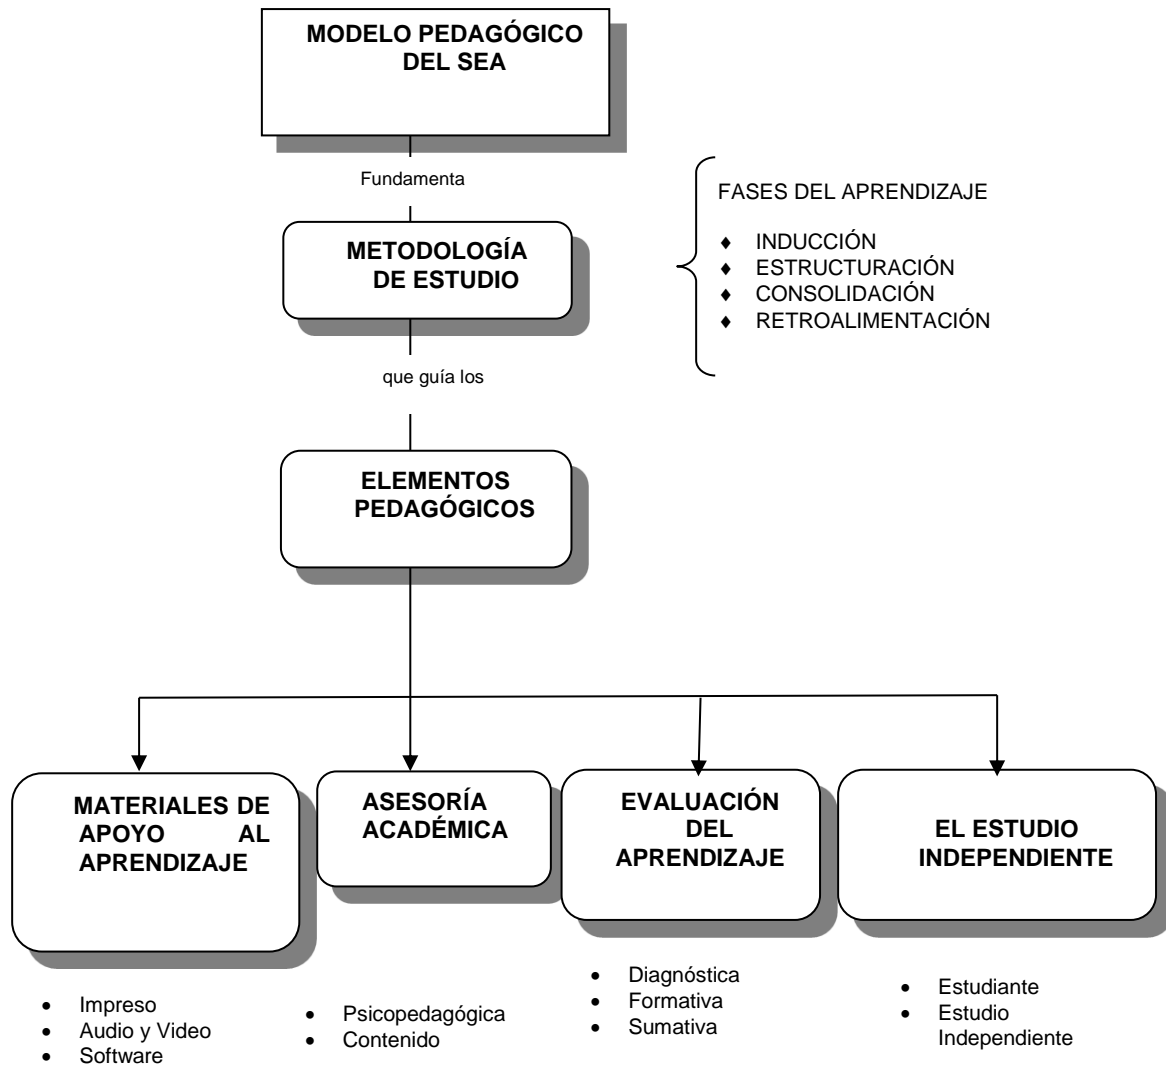 MODELO PEDAGÓGICO
DEL SEA
Fundamenta
METODOLOGÍA
DE ESTUDIO
FASES DEL APRENDIZAJE
♦ INDUCCIÓN
♦ ESTRUCTURACIÓN
♦ CONSOLIDACIÓN
♦ RETROALIMENTACIÓN
que guía los
ELEMENTOS
PEDAGÓGICOS
MATERIALES DE
APOYO AL
APRENDIZAJE
• Impreso
• Audio y Video
• Software
ASESORÍA
ACADÉMICA
• Psicopedagógica
• Contenido
EVALUACIÓN
DEL
APRENDIZAJE
• Diagnóstica
• Formativa
• Sumativa
EL ESTUDIO
INDEPENDIENTE
• Estudiante
• Estudio
Independiente